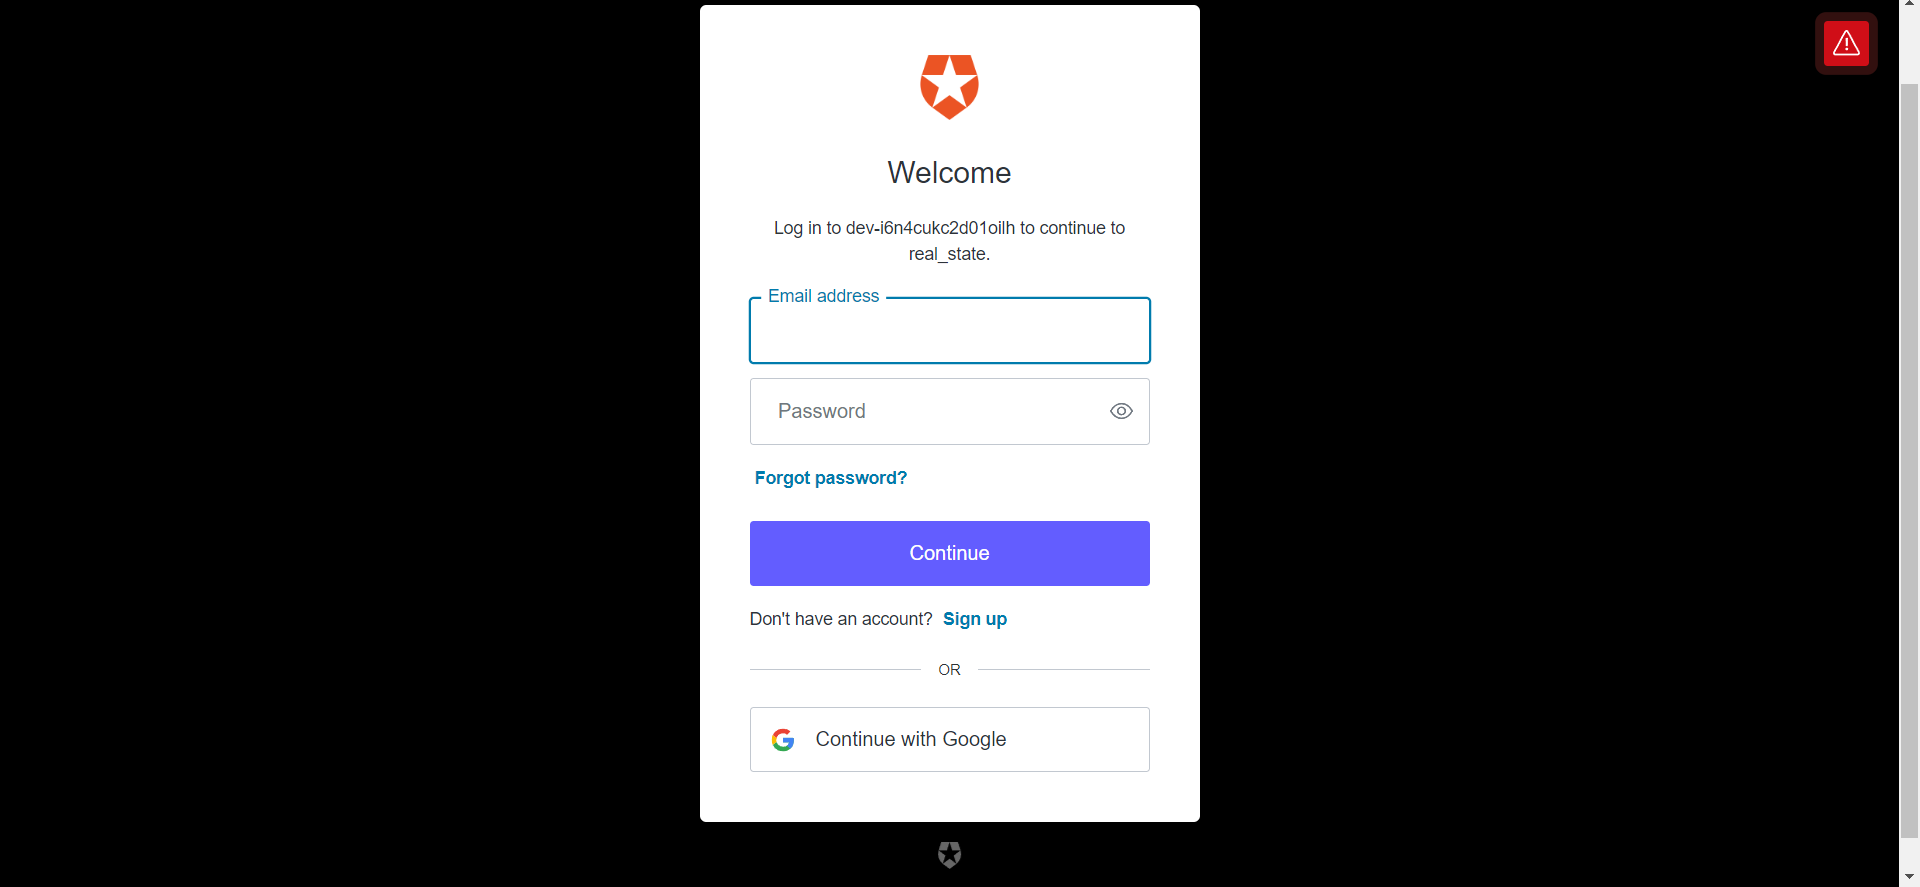 Welcome
Log in to dev-i6n4cukc2d01oilh to continue to
real_state.
Email address
Password
Forgot password?
Continue
Don't have an account? Sign up
OR
Continue with Google